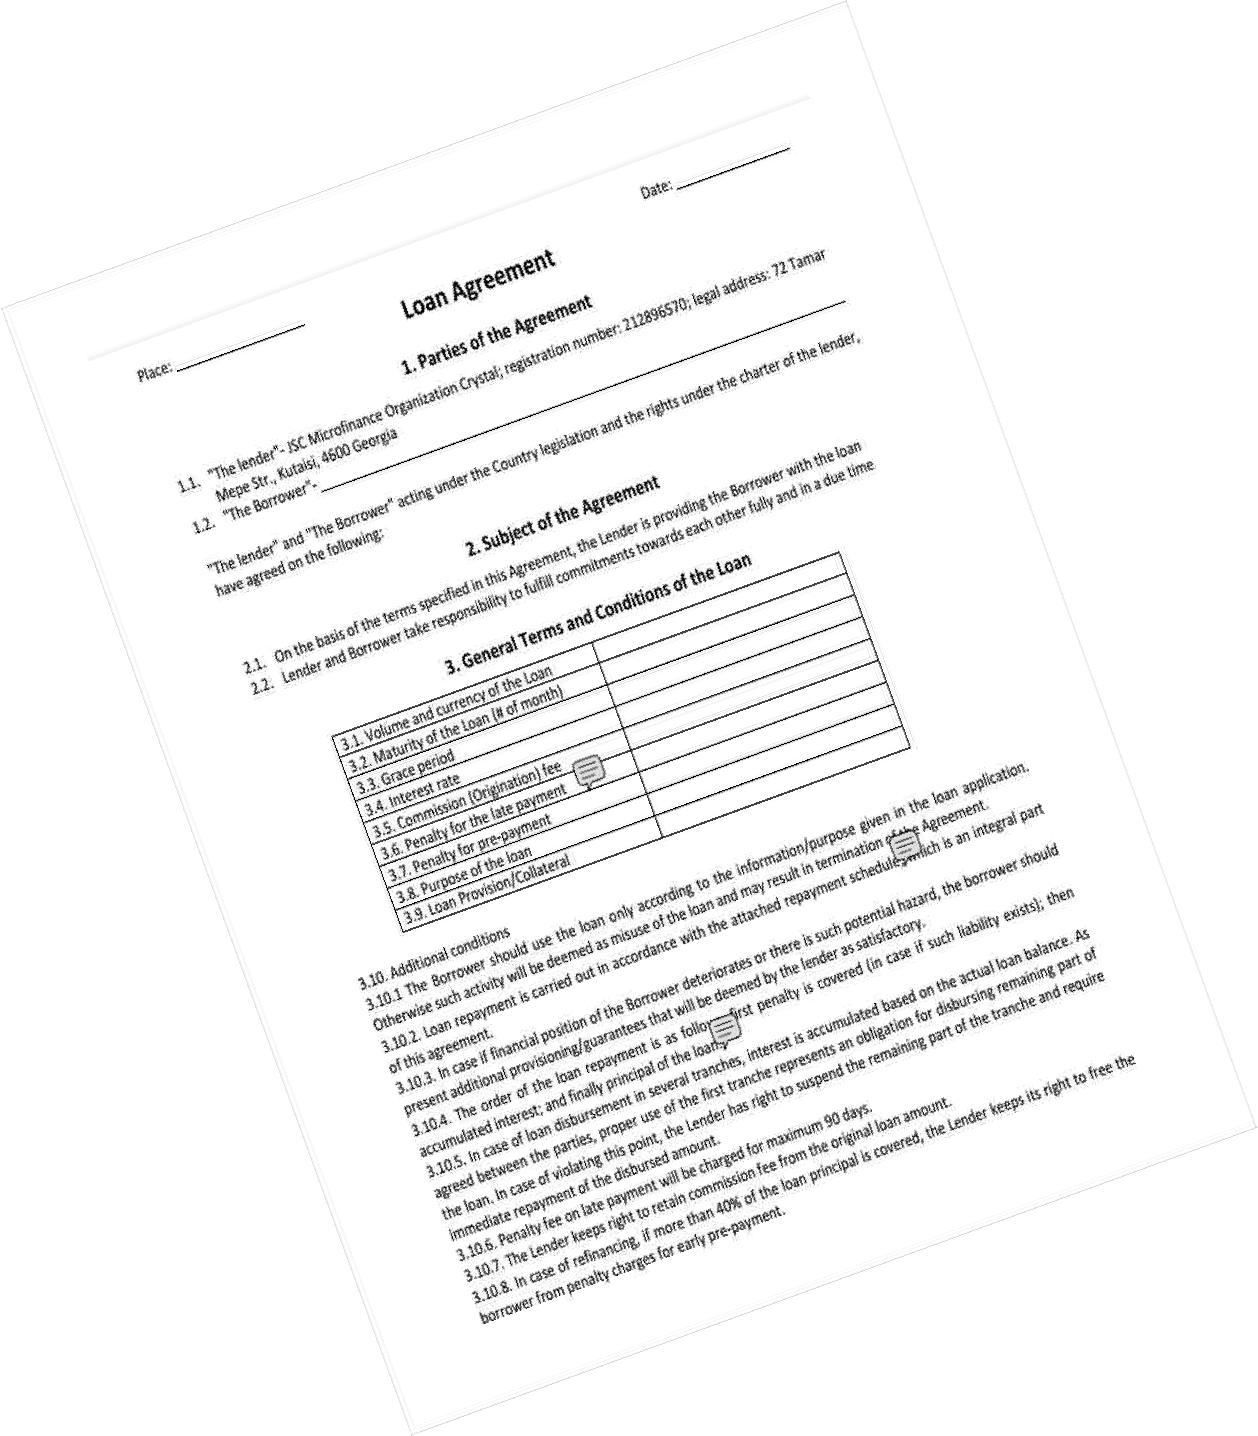 Date: ____________
Place: ____________
Loan Agreement
1. Parties of the Agreement
1.1. "The lender"- JSC Microfinance Organization Crystal; registration number: 212896570; legal address: 72 Tamar
Mepe Str., Kutaisi, 4600 Georgia
1.2. "The Borrower"- ____________
"The lender" and "The Borrower" acting under the Country legislation and the rights under the charter of the lender,
have agreed on the following:
2. Subject of the Agreement
2.1. On the basis of the terms specified in this Agreement, the Lender is providing the Borrower with the loan
2.2. Lender and Borrower take responsibility to fulfill commitments towards each other fully and in a due time
3. General Terms and Conditions of the Loan
3.1. Volume and currency of the Loan
3.2. Maturity of the Loan (# of month)
3.3. Grace period
3.4. Interest rate
3.5. Commission (Origination) fee
3.6. Penalty for the late payment
3.7. Penalty for pre-payment
3.8. Purpose of the loan
3.9. Loan Provision/Collateral
3.10. Additional conditions
3.10.1 The Borrower should use the loan only according to the information/purpose given in the loan application.
Otherwise such activity will be deemed as misuse of the loan and may result in termination of the Agreement.
3.10.2. Loan repayment is carried out in accordance with the attached repayment schedule, which is an integral part
of this agreement.
3.10.3. In case if financial position of the Borrower deteriorates or there is such potential hazard, the borrower should
present additional provisioning/guarantees that will be deemed by the lender as satisfactory.
3.10.4. The order of the loan repayment is as follow first penalty is covered (in case if such liability exists); then
accumulated interest; and finally principal of the loan.
3.10.5. In case of loan disbursement in several tranches, interest is accumulated based on the actual loan balance. As
agreed between the parties, proper use of the first tranche represents an obligation for disbursing remaining part of
the loan. In case of violating this point, the Lender has right to suspend the remaining part of the tranche and require
immediate repayment of the disbursed amount.
3.10.6. Penalty fee on late payment will be charged for maximum 90 days.
3.10.7. The Lender keeps right to retain commission fee from the original loan amount.
3.10.8. In case of refinancing, if more than 40% of the loan principal is covered, the Lender keeps its right to free the
borrower from penalty charges for early pre-payment.